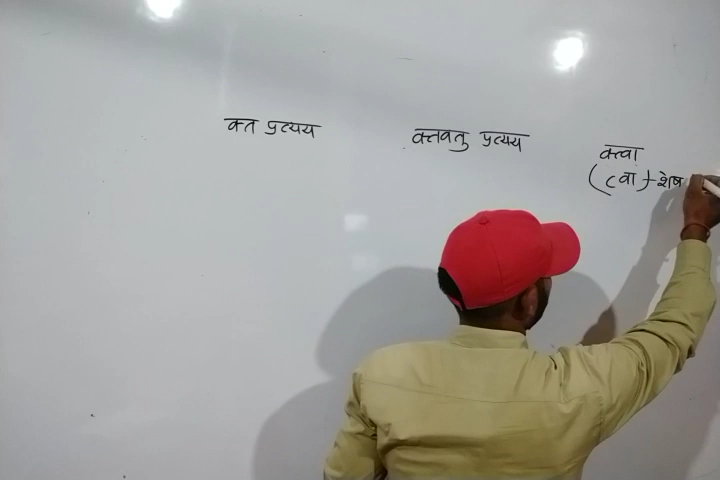 क्त प्रत्यय
क्तवतु प्रत्यय
क्त्वा
(त्वा)-शेष